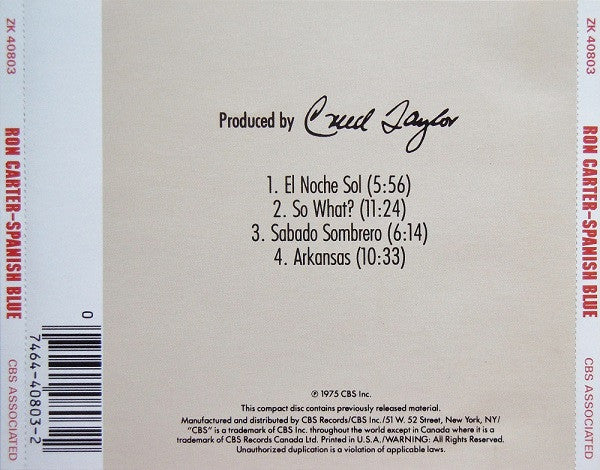 ZK 40803
RON CARTER–SPANISH BLUE
CBS ASSOCIATED
0
7464-40803-2
Produced by Creed Taylor
1. El Noche Sol (5:56)
2. So What? (11:24)
3. Sabado Sombrero (6:14)
4. Arkansas (10:33)
℗ 1975 CBS Inc.
This compact disc contains previously released material.
Manufactured and distributed by CBS Records/CBS Inc./51 W. 52 Street, New York, NY/
"CBS" is a trademark of CBS Inc. throughout the world except in Canada where it is a
trademark of CBS Records Canada Ltd. Printed in U.S.A./WARNING: All Rights Reserved.
Unauthorized duplication is a violation of applicable laws.
ZK 40803
RON CARTER–SPANISH BLUE
CBS ASSOCIATED